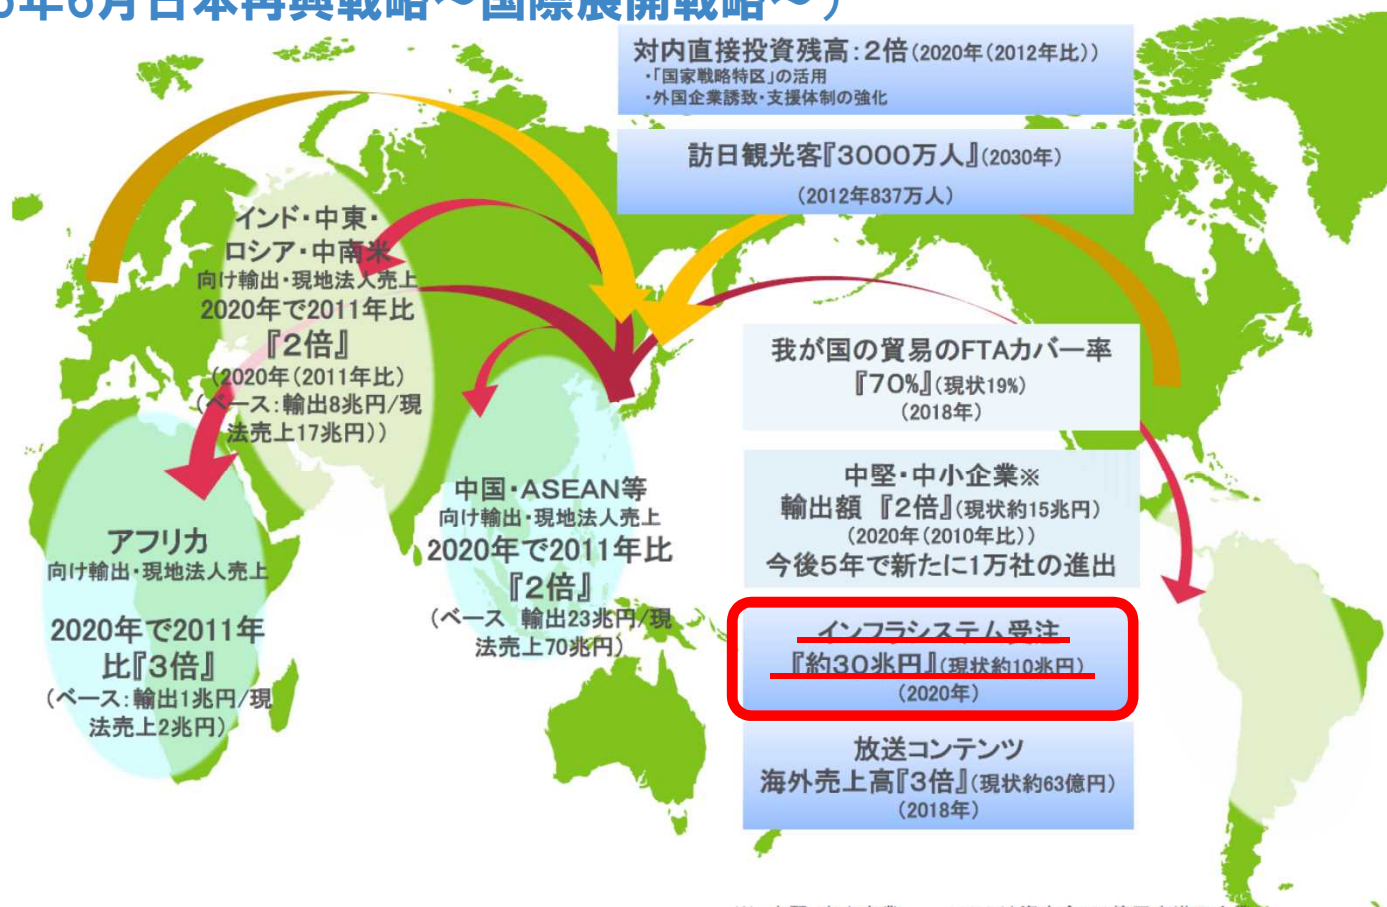 5年6月日本再興戦略～国際展開戦略～）
対内直接投資残高：2倍（2020年（2012年比））
・「国家戦略特区」の活用
・外国企業誘致・支援体制の強化
訪日観光客『3000万人』（2030年）
（2012年837万人）
インド・中東・
ロシア・中南米
向け輸出・現地法人売上
2020年で2011年比
『2倍』
（2020年（2011年比）
（ベース：輸出8兆円/現
法売上17兆円））
我が国の貿易のFTAカバー率
『70%』（現状19%）
（2018年）
中堅・中小企業※
輸出額 『2倍』（現状約15兆円）
（2020年（2010年比））
今後5年で新たに1万社の進出
中国・ASEAN等
向け輸出・現地法人売上
2020年で2011年比
『2倍』
（ベース 輸出23兆円/現
法売上70兆円）
アフリカ
向け輸出・現地法人売上
2020年で2011年
比『3倍』
（ベース：輸出1兆円/現
法売上2兆円）
インフラシステム受注
『約30兆円』（現状約10兆円）
（2020年）
放送コンテンツ
海外売上高『3倍』（現状約63億円）
（2018年）